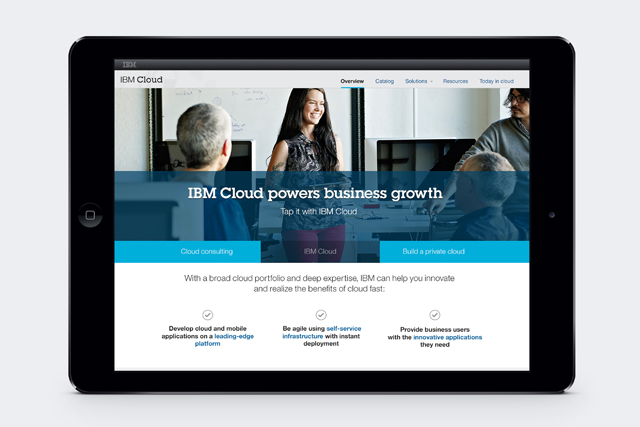 IBM
IBM Cloud
Overview Catalog Solutions Resources Today in cloud
IBM Cloud powers business growth
Tap it with IBM Cloud
Cloud consulting IBM Cloud Build a private cloud
With a broad cloud portfolio and deep expertise, IBM can help you innovate
and realize the benefits of cloud fast:
Develop cloud and mobile
applications on a leading-edge
platform
Be agile using self-service
infrastructure with instant
deployment
Provide business users
with the innovative applications
they need